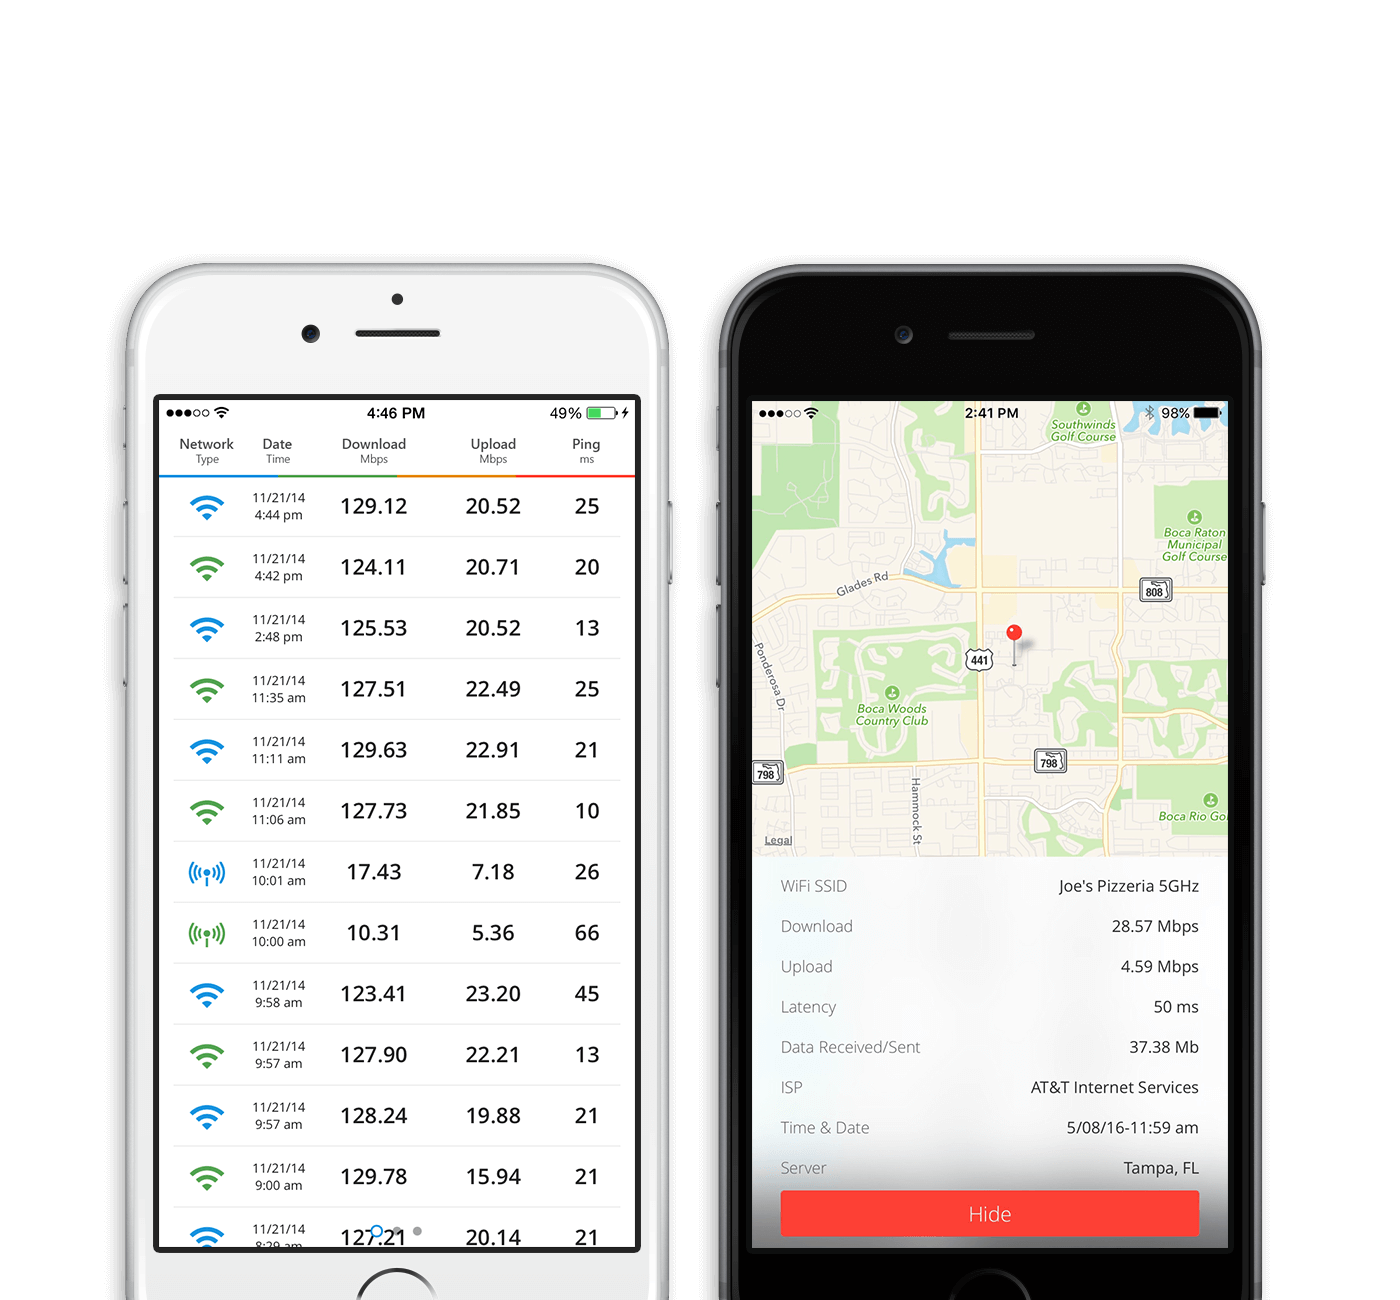 4:46 PM
49%
Network Date Download Upload Ping
Type Time Mbps Mbps ms
11/21/14
4:44 pm 129.12 20.52 25
11/21/14
4:42 pm 124.11 20.71 20
11/21/14
2:48 pm 125.53 20.52 13
11/21/14
11:35 am 127.51 22.49 25
11/21/14
11:11 am 129.63 22.91 21
11/21/14
11:06 am 127.73 21.85 10
11/21/14
10:01 am 17.43 7.18 26
11/21/14
10:00 am 10.31 5.36 66
11/21/14
9:58 am 123.41 23.20 45
11/21/14
9:57 am 127.90 22.21 13
11/21/14
9:57 am 128.24 19.88 21
11/21/14
9:00 am 129.78 15.94 21
11/21/14
8:29 am 127.21 20.14 21
2:41 PM
98%
Southwinds
Golf Course
Boca Raton
Municipal
Golf Course
Glades Rd
808
441
Ponderosa Dr
Boca Woods
Country Club
798
798
Hammock St
Boca Rio Go
Legal
WiFi SSID Joe's Pizzeria 5GHz
Download 28.57 Mbps
Upload 4.59 Mbps
Latency 50 ms
Data Received/Sent 37.38 Mb
ISP AT&T Internet Services
Time & Date 5/08/16-11:59 am
Server Tampa, FL
Hide